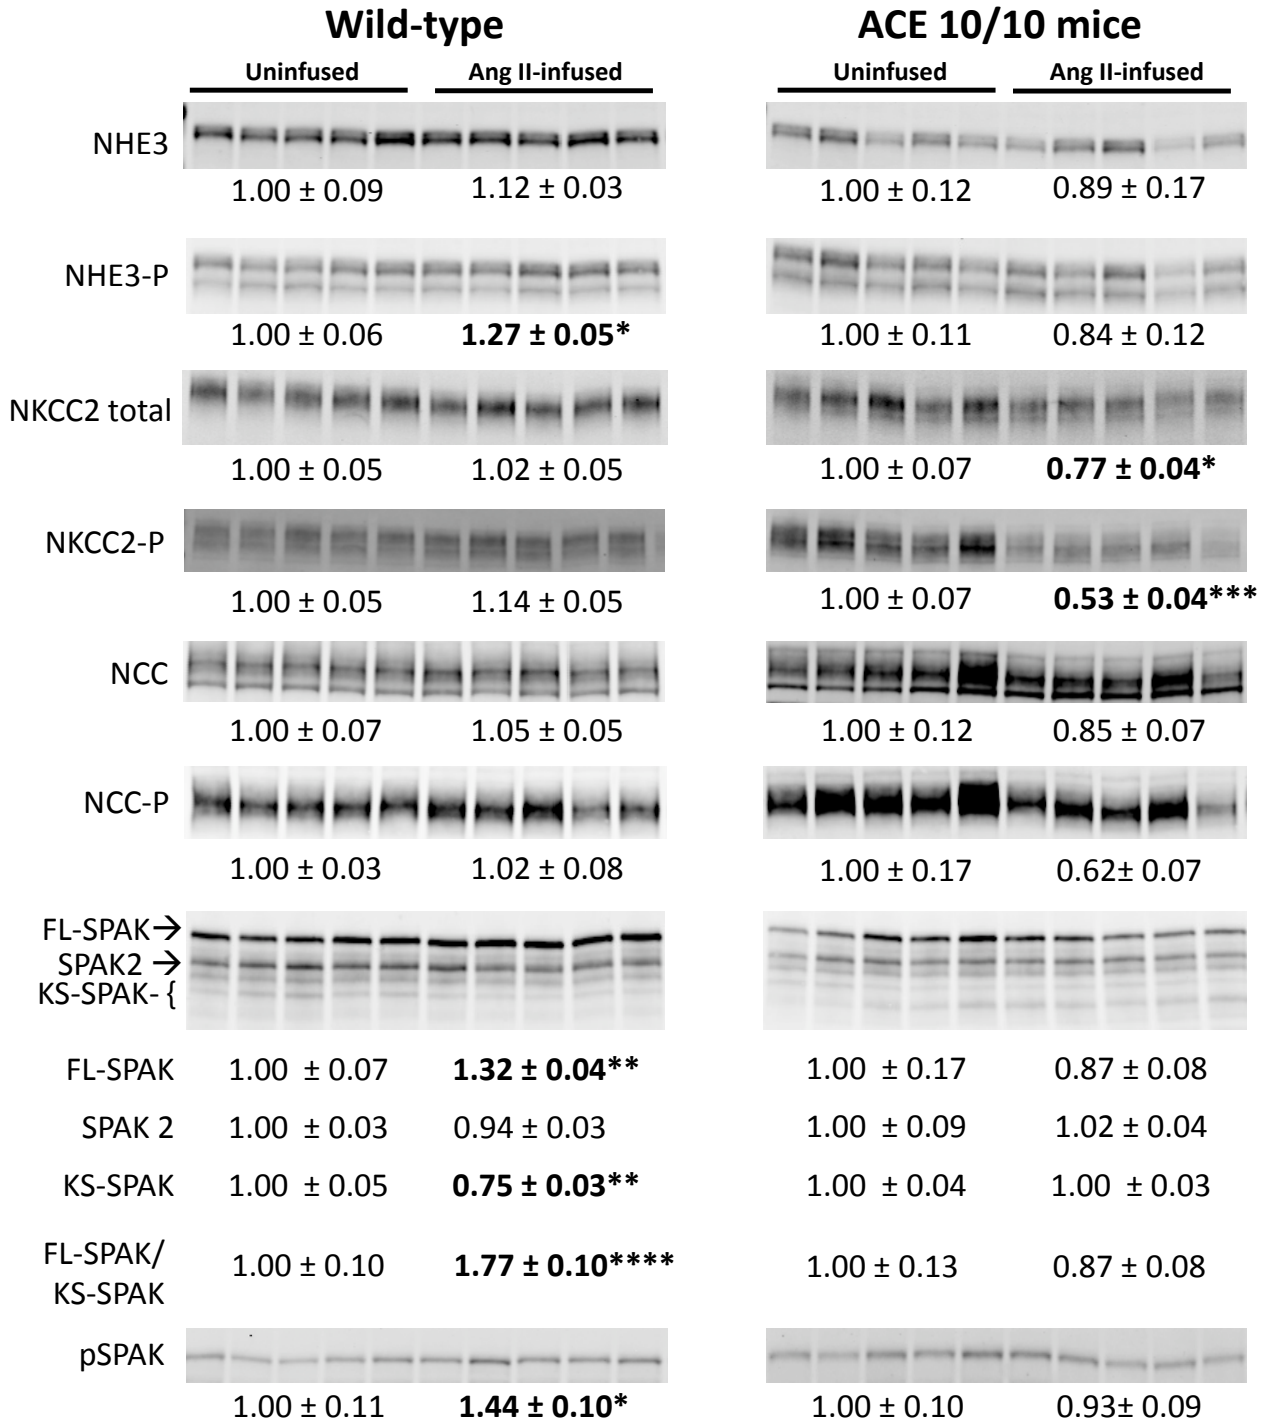 Wild-type ACE 10/10 mice
Uninfused Ang II-infused Uninfused Ang II-infused
NHE3
1.00 ± 0.09 1.12 ± 0.03 1.00 ± 0.12 0.89 ± 0.17
NHE3-P
1.00 ± 0.06 1.27 ± 0.05* 1.00 ± 0.11 0.84 ± 0.12
NKCC2 total
1.00 ± 0.05 1.02 ± 0.05 1.00 ± 0.07 0.77 ± 0.04*
NKCC2-P
1.00 ± 0.05 1.14 ± 0.05 1.00 ± 0.07 0.53 ± 0.04***
NCC
1.00 ± 0.07 1.05 ± 0.05 1.00 ± 0.12 0.85 ± 0.07
NCC-P
1.00 ± 0.03 1.02 ± 0.08 1.00 ± 0.17 0.62± 0.07
FL-SPAK→
SPAK2 →
KS-SPAK- {
FL-SPAK 1.00 ± 0.07 1.32 ± 0.04** 1.00 ± 0.17 0.87 ± 0.08
SPAK 2 1.00 ± 0.03 0.94 ± 0.03 1.00 ± 0.09 1.02 ± 0.04
KS-SPAK 1.00 ± 0.05 0.75 ± 0.03** 1.00 ± 0.04 1.00 ± 0.03
FL-SPAK/
KS-SPAK 1.00 ± 0.10 1.77 ± 0.10**** 1.00 ± 0.13 0.87 ± 0.08
pSPAK
1.00 ± 0.11 1.44 ± 0.10* 1.00 ± 0.10 0.93± 0.09